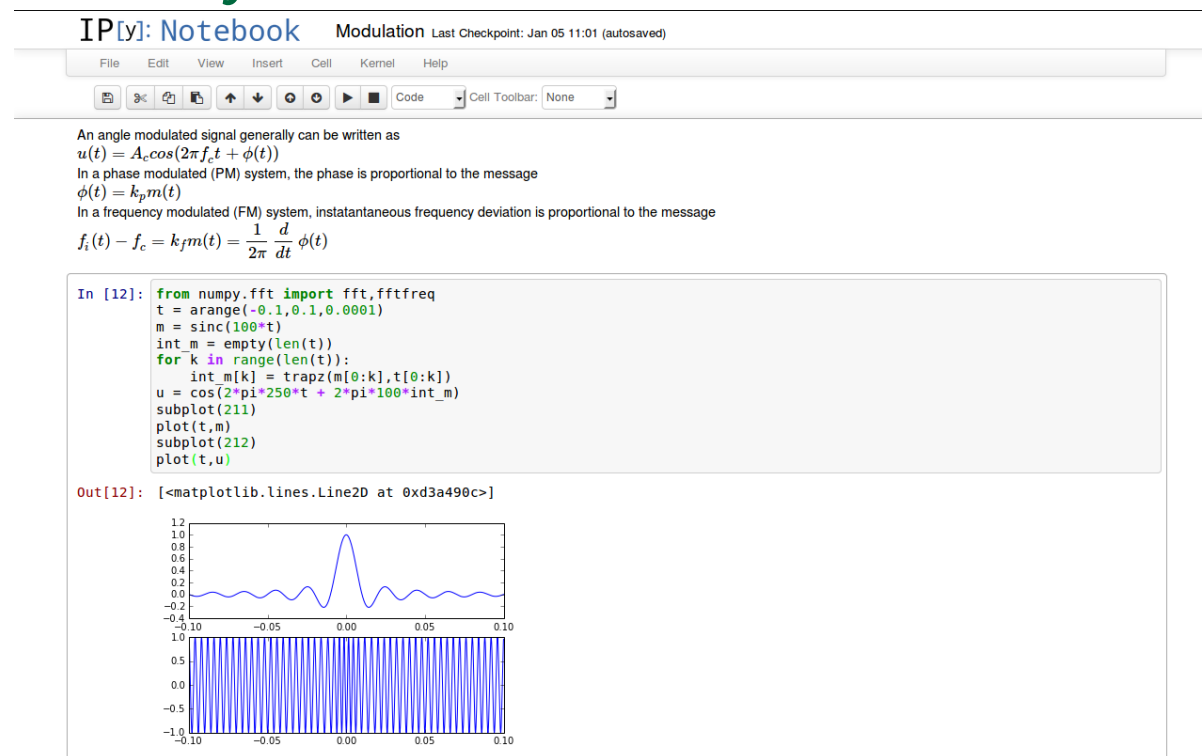 IP[y]: Notebook Modulation Last Checkpoint: Jan 05 11:01 (autosaved)
File Edit View Insert Cell Kernel Help
Code Cell Toolbar: None
An angle modulated signal generally can be written as
u(t) = A_c cos(2πf_c t + ϕ(t))
In a phase modulated (PM) system, the phase is proportional to the message
ϕ(t) = k_p m(t)
In a frequency modulated (FM) system, instatantaneous frequency deviation is proportional to the message
f_i(t) − f_c = k_f m(t) = 1/2π d/dt ϕ(t)
In [12]: from numpy.fft import fft,fftfreq
t = arange(-0.1,0.1,0.0001)
m = sinc(100*t)
int_m = empty(len(t))
for k in range(len(t)):
    int_m[k] = trapz(m[0:k],t[0:k])
u = cos(2*pi*250*t + 2*pi*100*int_m)
subplot(211)
plot(t,m)
subplot(212)
plot(t,u)
Out[12]: [<matplotlib.lines.Line2D at 0xd3a490c>]
1.2
1.0
0.8
0.6
0.4
0.2
0.0
−0.2
−0.4
−0.10 −0.05 0.00 0.05 0.10
1.0
0.5
0.0
−0.5
−1.0
−0.10 −0.05 0.00 0.05 0.10